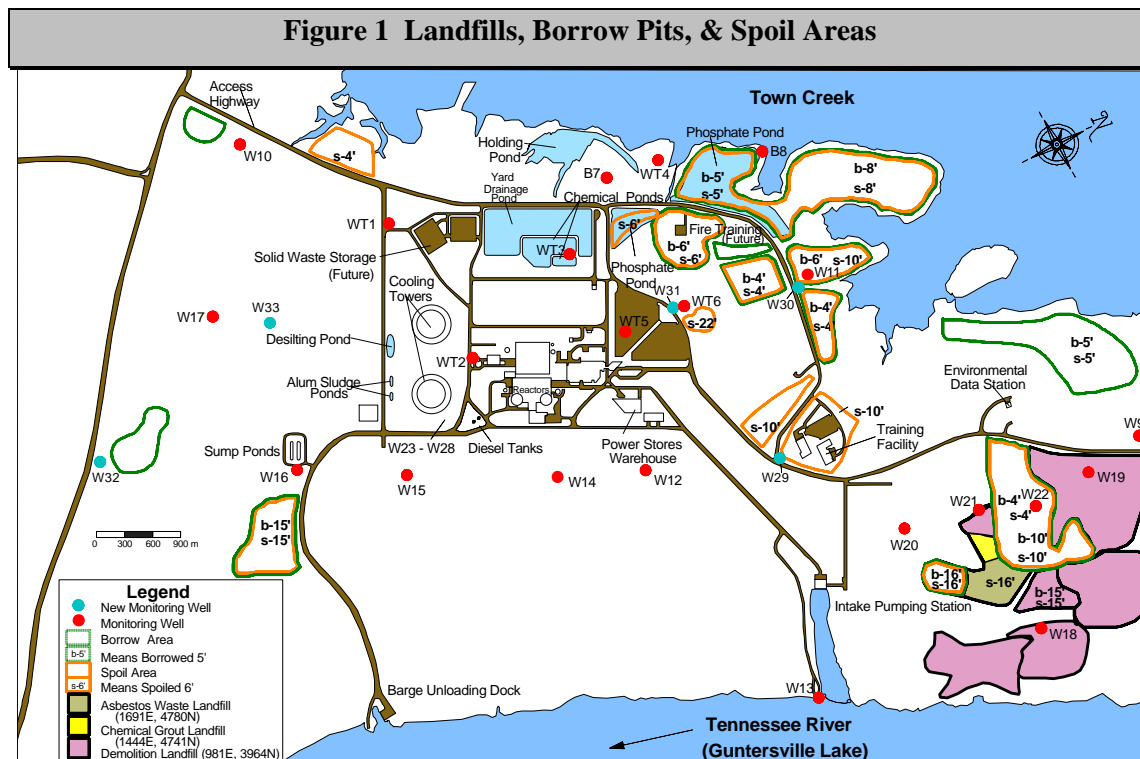 Figure 1  Landfills, Borrow Pits, & Spoil Areas
Access
Highway
Town Creek
W10
s-4'
Holding
Pond
Phosphate Pond
B8
WT4
B7
b-5'
s-5'
b-8'
s-8'
Yard
Drainage
Pond
Chemical Ponds
WT1
s-6'
Fire Training
(Future)
b-6'
s-6'
WT3
Solid Waste Storage
(Future)
Phosphate
Pond
b-4'
s-4'
b-6'
s-10'
W11
W30
Cooling
Towers
W31
WT6
s-22'
b-4'
s-4
W17
W33
WT5
Desilting Pond
WT2
b-5'
s-5'
Environmental
Data Station
Alum Sludge
Ponds
Reactors
s-10'
s-10'
Training
Facility
W9
W23 - W28
Diesel Tanks
Power Stores
Warehouse
Sump Ponds
W32
W16
W15
W14
W12
W29
W19
W21
W22
b-4'
s-4'
W20
b-15'
s-15'
b-10'
s-10'
0 300 600 900 m
b-16'
s-16'
s-16'
b-15'
s-15'
Intake Pumping Station
W18
Legend
New Monitoring Well
Monitoring Well
Borrow Area
b-5'
Means Borrowed 5'
Spoil Area
s-6'
Means Spoiled 6'
Asbestos Waste Landfill
(1691E, 4780N)
Chemical Grout Landfill
(1444E, 4741N)
Demolition Landfill (981E, 3964N)
Barge Unloading Dock
W13
Tennessee River
(Guntersville Lake)